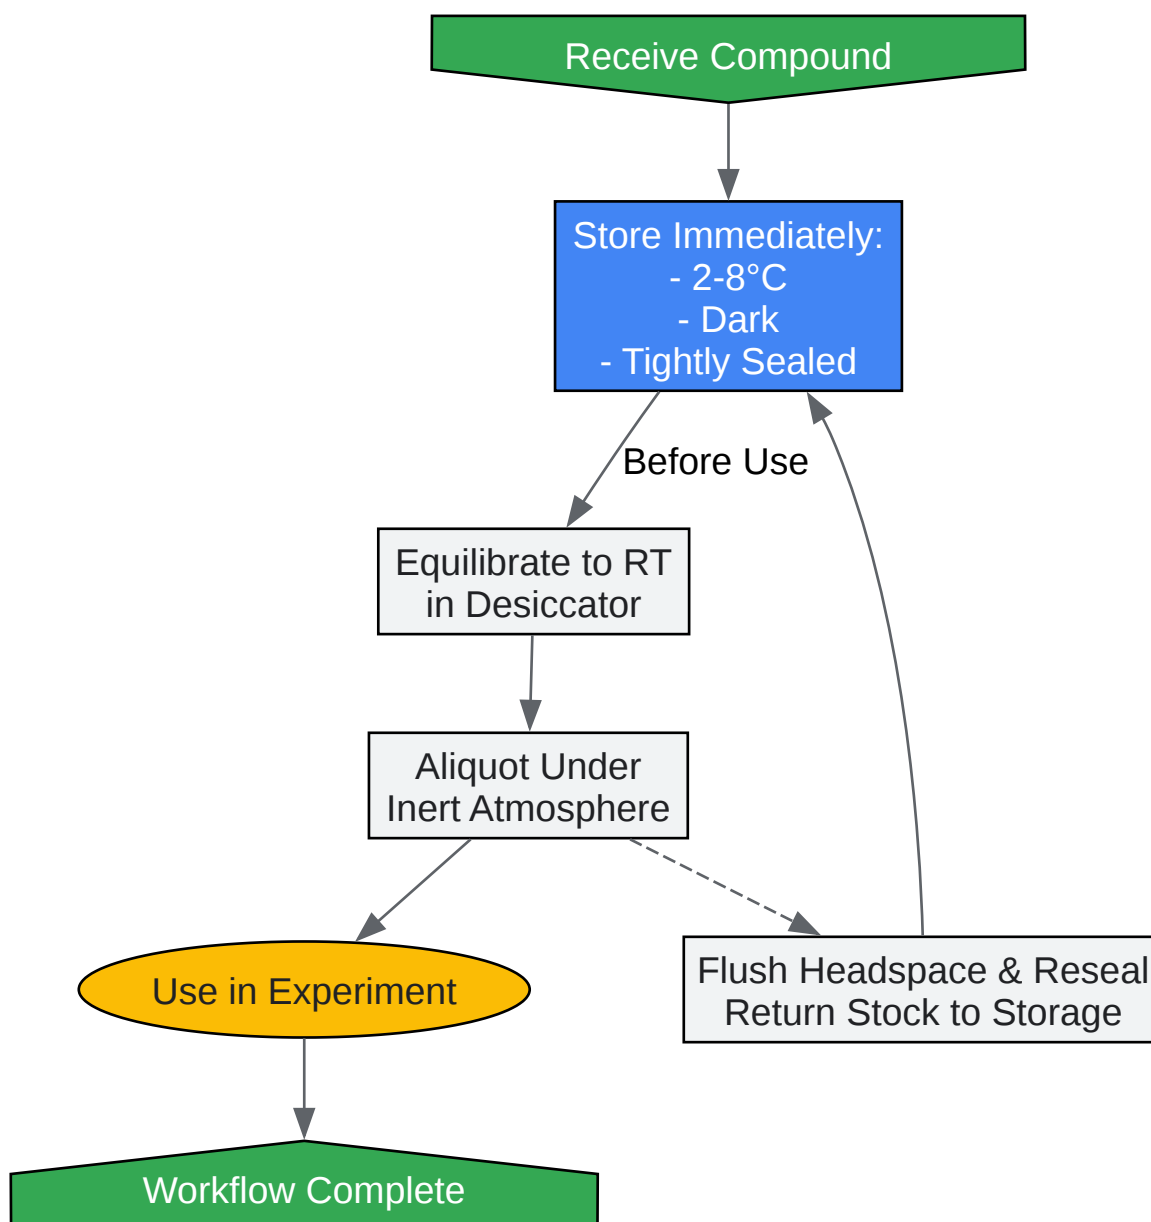 Receive Compound
Store Immediately:
- 2-8°C
- Dark
- Tightly Sealed
Before Use
Equilibrate to RT
in Desiccator
Aliquot Under
Inert Atmosphere
Use in Experiment
Flush Headspace & Reseal
Return Stock to Storage
Workflow Complete